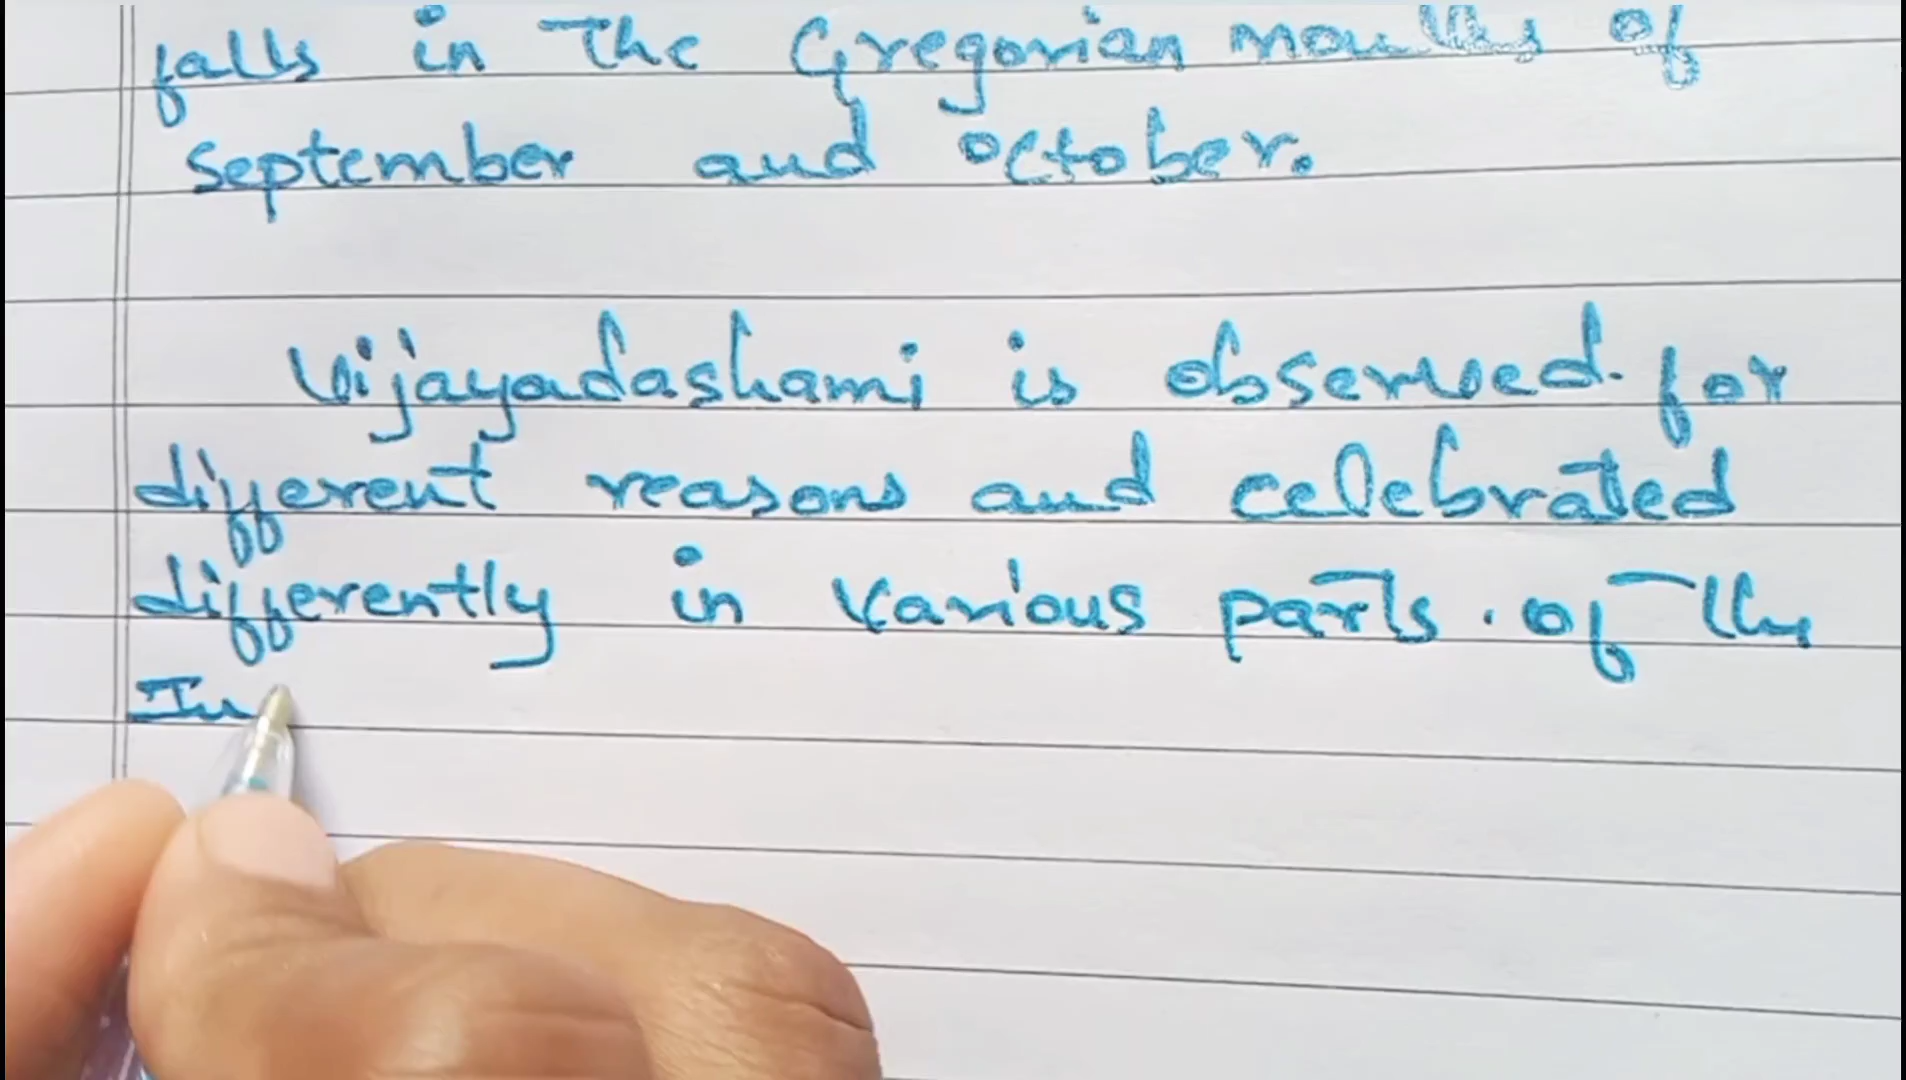 falls in The Gregorian months of
September and october.
Vijayadashami is observed. for
different reasons and celebrated
differently in various parts. of the
In